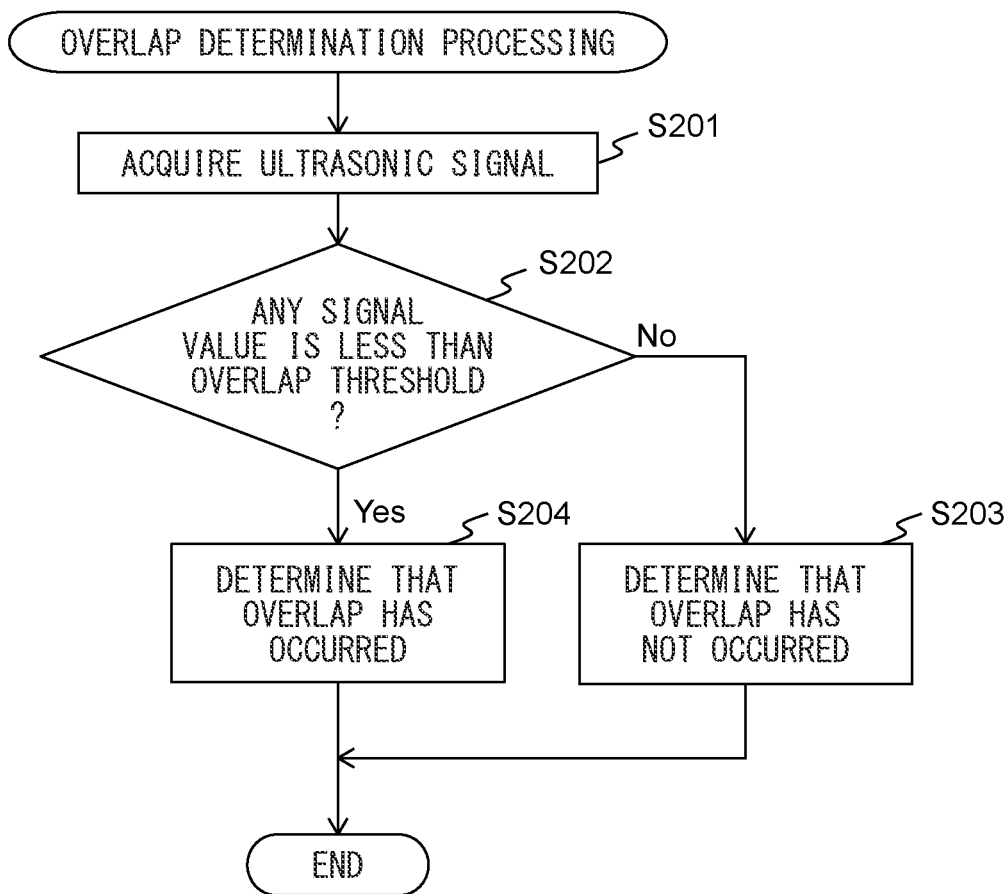 OVERLAP DETERMINATION PROCESSING
S201
ACQUIRE ULTRASONIC SIGNAL
S202
ANY SIGNAL
VALUE IS LESS THAN
OVERLAP THRESHOLD
?
No
Yes
S204
DETERMINE THAT
OVERLAP HAS
OCCURRED
S203
DETERMINE THAT
OVERLAP HAS
NOT OCCURRED
END